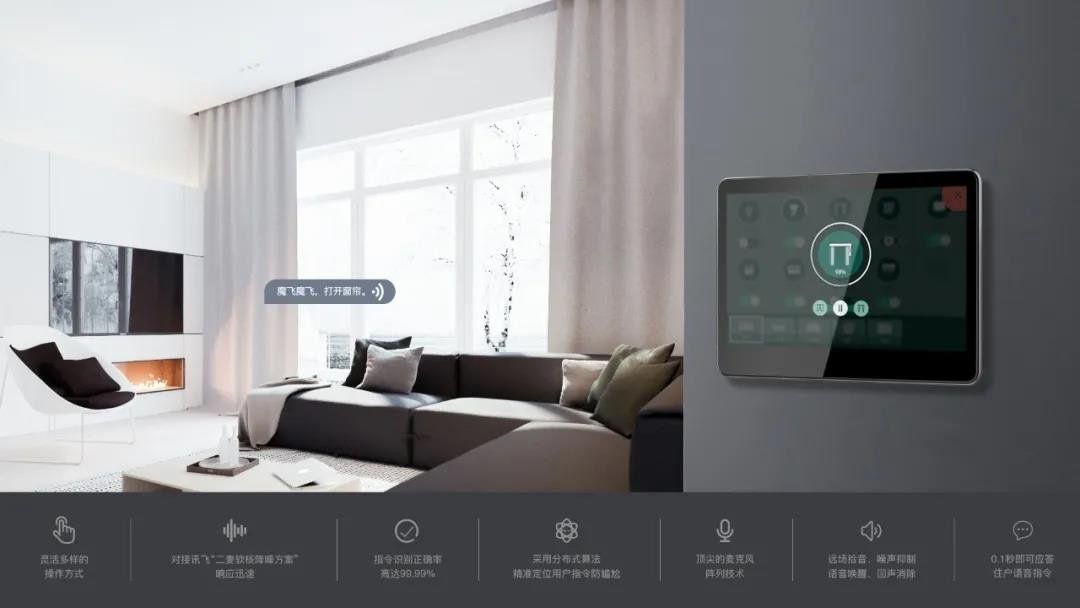 魔飞魔飞，打开窗帘。
灵活多样的
操作方式
对接讯飞“二麦软核降噪方案”
响应迅速
指令识别正确率
高达99.99%
采用分布式算法
精准定位用户指令防尴尬
顶尖的麦克风
阵列技术
远场拾音、噪声抑制
语音唤醒、回声消除
0.1秒即可应答
住户语音指令